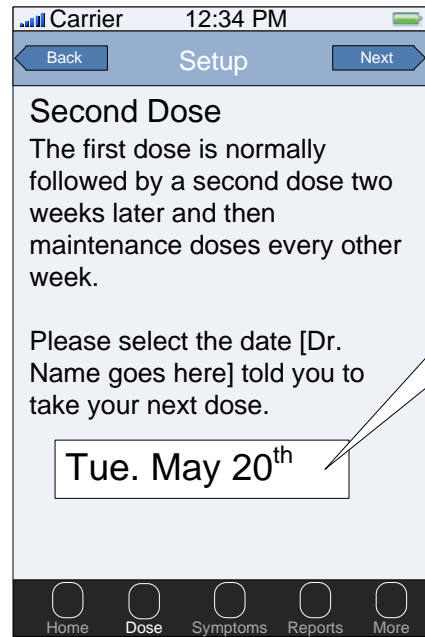 Carrier 12:34 PM
Back Setup Next
Second Dose
The first dose is normally
followed by a second dose two
weeks later and then
maintenance doses every other
week.
Please select the date [Dr.
Name goes here] told you to
take your next dose.
Tue. May 20th
Home Dose Symptoms Reports More